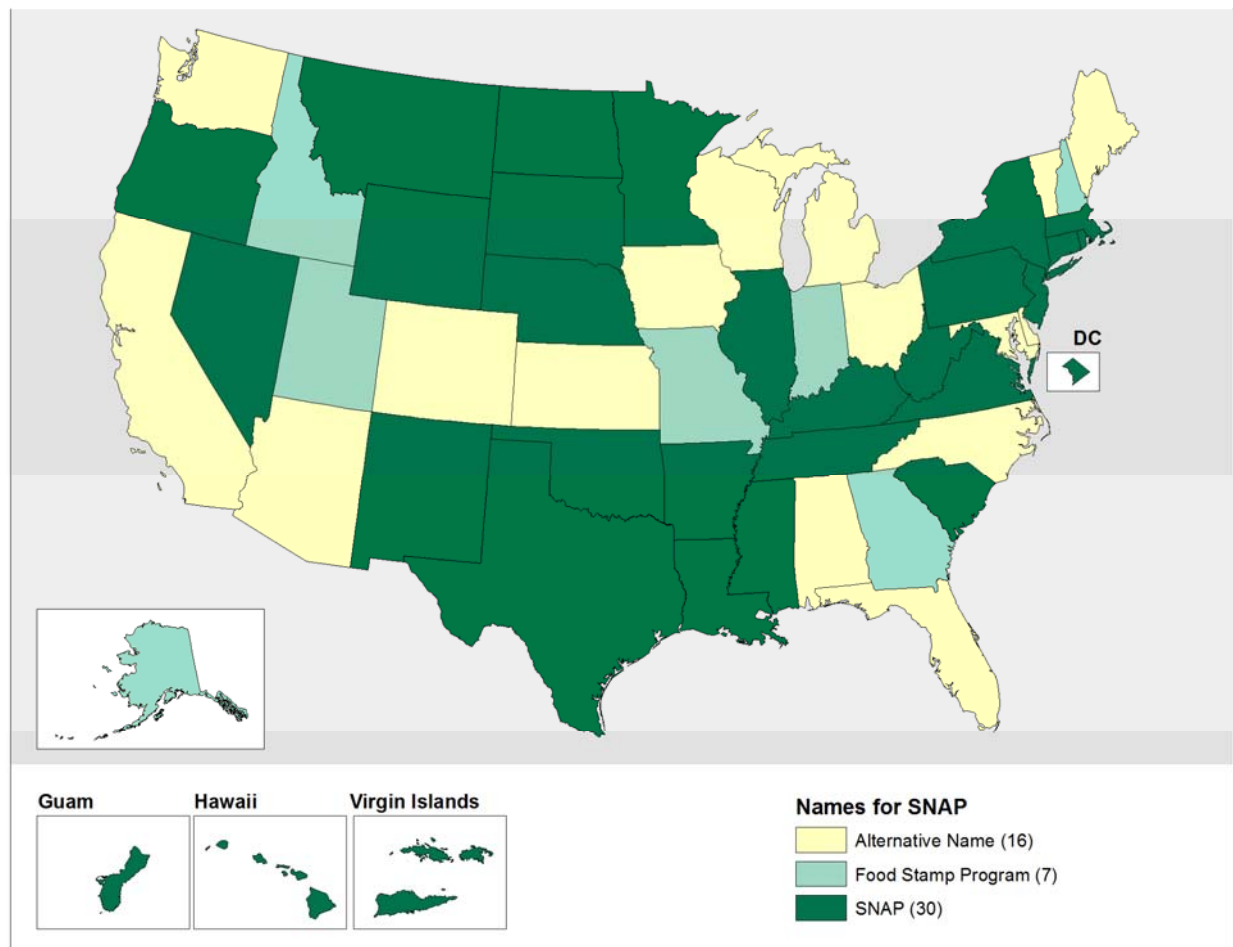 DC
Guam
Hawaii
Virgin Islands
Names for SNAP
Alternative Name (16)
Food Stamp Program (7)
SNAP (30)